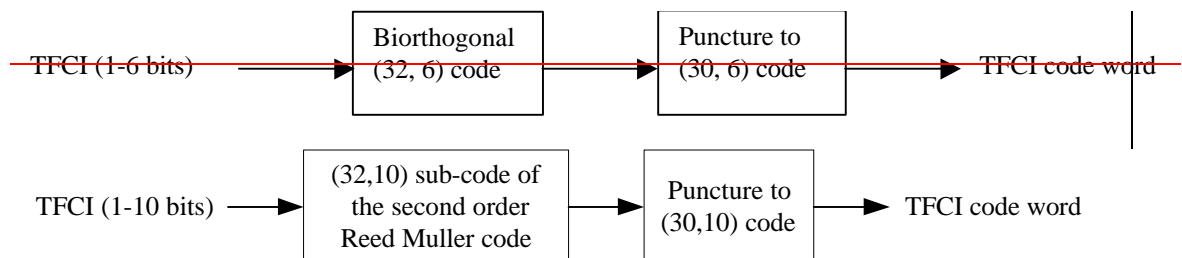 Biorthogonal
(32, 6) code
Puncture to
(30, 6) code
TFCI (1-6 bits)
TFCI code word
(32,10) sub-code of
the second order
Reed Muller code
Puncture to
(30,10) code
TFCI (1-10 bits)
TFCI code word